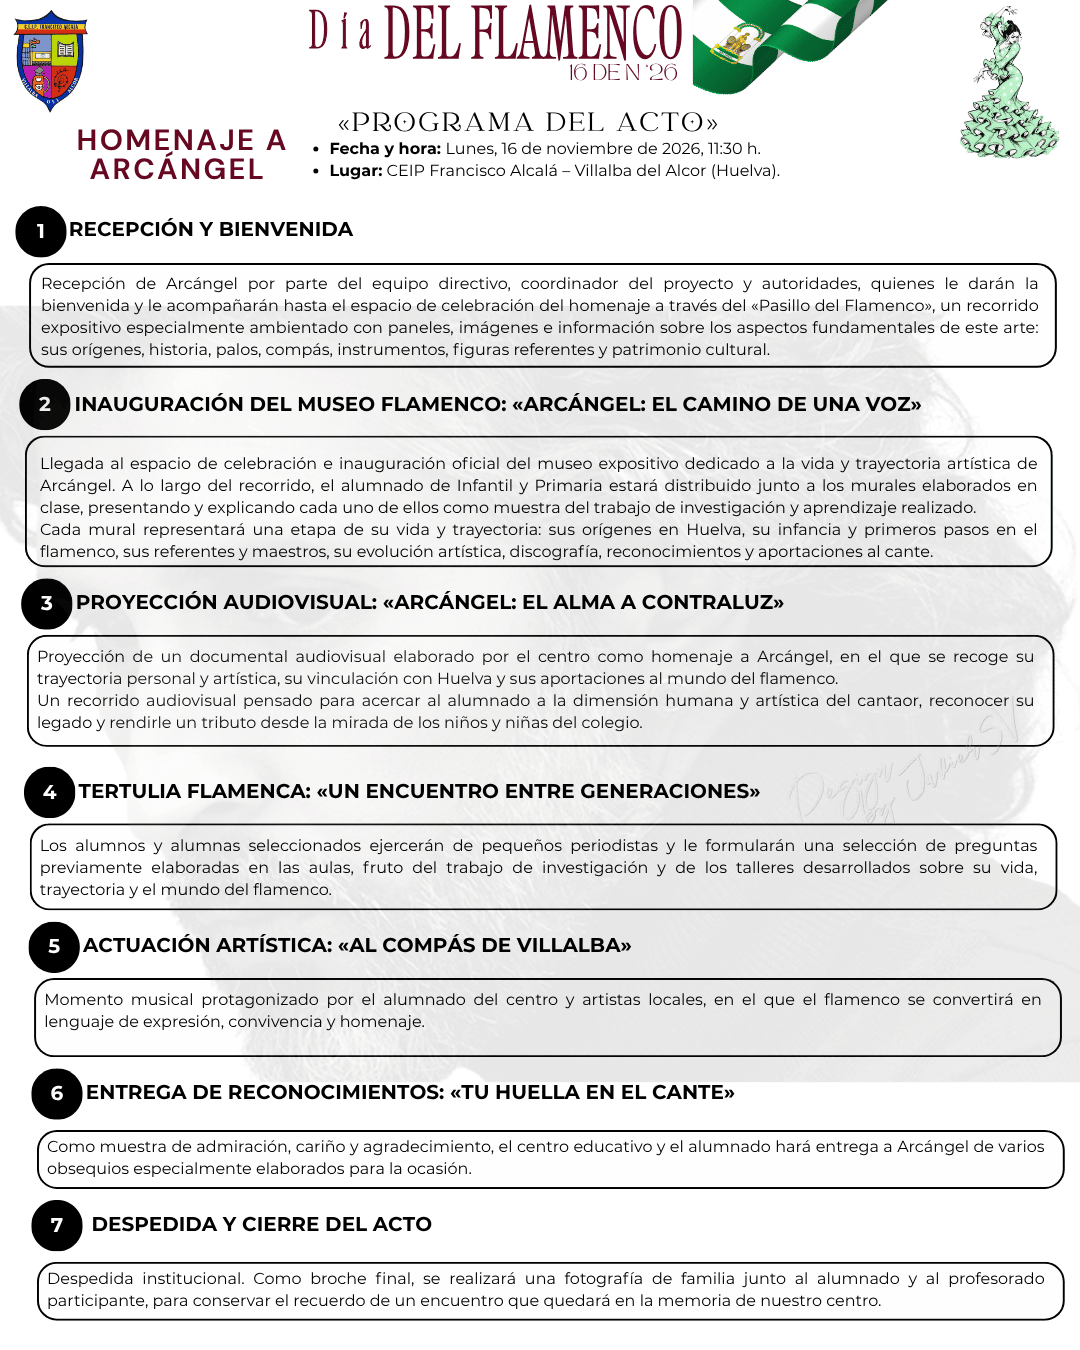 C.E.I.P. FRANCISCO ALCALÁ
Día DEL FLAMENCO
16 DE N '26
HOMENAJE A
ARCÁNGEL
«PROGRAMA DEL ACTO»
• Fecha y hora: Lunes, 16 de noviembre de 2026, 11:30 h.
• Lugar: CEIP Francisco Alcalá – Villalba del Alcor (Huelva).
1 RECEPCIÓN Y BIENVENIDA
Recepción de Arcángel por parte del equipo directivo, coordinador del proyecto y autoridades, quienes le darán la
bienvenida y le acompañarán hasta el espacio de celebración del homenaje a través del «Pasillo del Flamenco», un recorrido
expositivo especialmente ambientado con paneles, imágenes e información sobre los aspectos fundamentales de este arte:
sus orígenes, historia, palos, compás, instrumentos, figuras referentes y patrimonio cultural.
2 INAUGURACIÓN DEL MUSEO FLAMENCO: «ARCÁNGEL: EL CAMINO DE UNA VOZ»
Llegada al espacio de celebración e inauguración oficial del museo expositivo dedicado a la vida y trayectoria artística de
Arcángel. A lo largo del recorrido, el alumnado de Infantil y Primaria estará distribuido junto a los murales elaborados en
clase, presentando y explicando cada uno de ellos como muestra del trabajo de investigación y aprendizaje realizado.
Cada mural representará una etapa de su vida y trayectoria: sus orígenes en Huelva, su infancia y primeros pasos en el
flamenco, sus referentes y maestros, su evolución artística, discografía, reconocimientos y aportaciones al cante.
3 PROYECCIÓN AUDIOVISUAL: «ARCÁNGEL: EL ALMA A CONTRALUZ»
Proyección de un documental audiovisual elaborado por el centro como homenaje a Arcángel, en el que se recoge su
trayectoria personal y artística, su vinculación con Huelva y sus aportaciones al mundo del flamenco.
Un recorrido audiovisual pensado para acercar al alumnado a la dimensión humana y artística del cantaor, reconocer su
legado y rendirle un tributo desde la mirada de los niños y niñas del colegio.
Design
by Javier SV
4 TERTULIA FLAMENCA: «UN ENCUENTRO ENTRE GENERACIONES»
Los alumnos y alumnas seleccionados ejercerán de pequeños periodistas y le formularán una selección de preguntas
previamente elaboradas en las aulas, fruto del trabajo de investigación y de los talleres desarrollados sobre su vida,
trayectoria y el mundo del flamenco.
5 ACTUACIÓN ARTÍSTICA: «AL COMPÁS DE VILLALBA»
Momento musical protagonizado por el alumnado del centro y artistas locales, en el que el flamenco se convertirá en
lenguaje de expresión, convivencia y homenaje.
6 ENTREGA DE RECONOCIMIENTOS: «TU HUELLA EN EL CANTE»
Como muestra de admiración, cariño y agradecimiento, el centro educativo y el alumnado hará entrega a Arcángel de varios
obsequios especialmente elaborados para la ocasión.
7 DESPEDIDA Y CIERRE DEL ACTO
Despedida institucional. Como broche final, se realizará una fotografía de familia junto al alumnado y al profesorado
participante, para conservar el recuerdo de un encuentro que quedará en la memoria de nuestro centro.